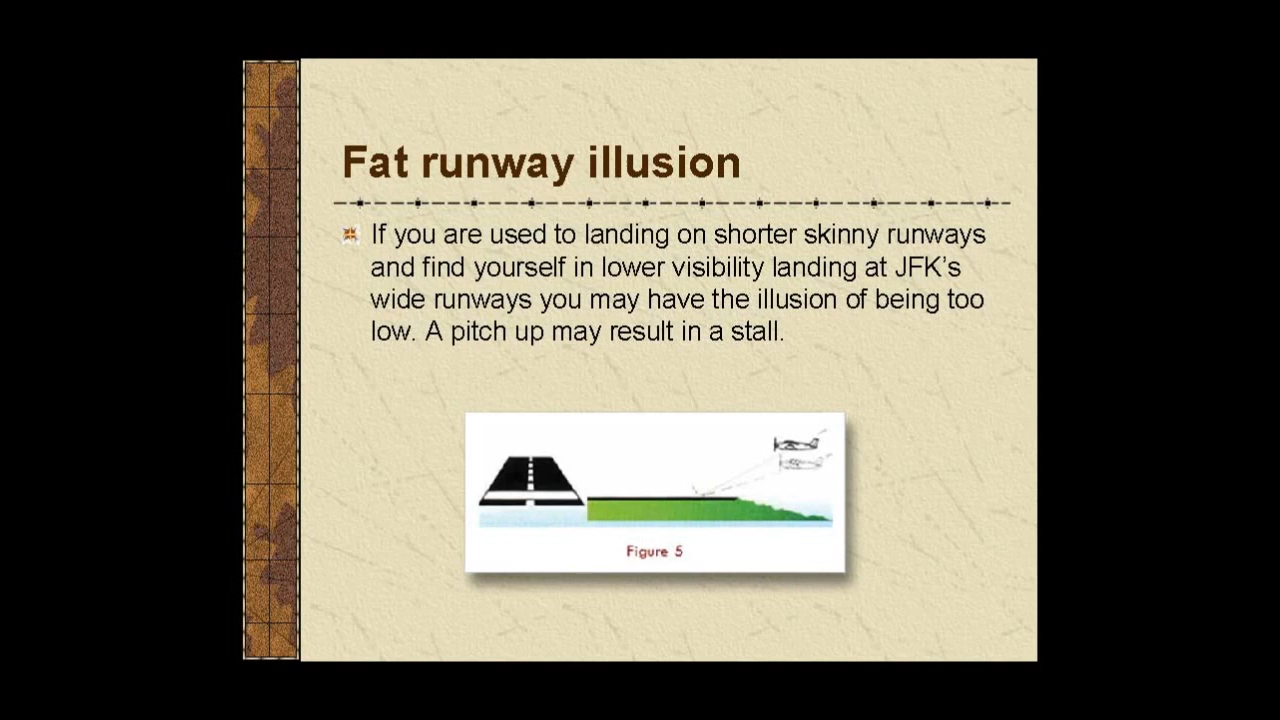 Fat runway illusion
If you are used to landing on shorter skinny runways
and find yourself in lower visibility landing at JFK's
wide runways you may have the illusion of being too
low. A pitch up may result in a stall.
Figure 5